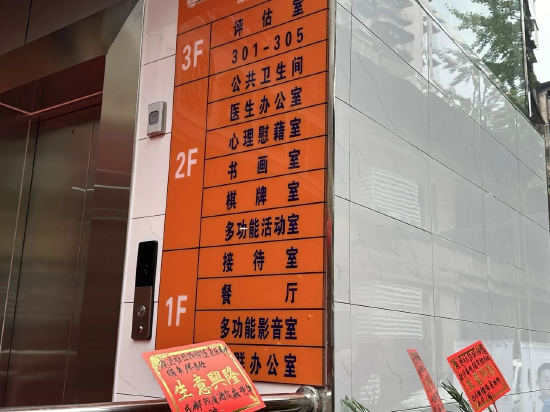 3F
评估室
301-305
公共卫生间
2F
医生办公室
心理慰藉室
书画室
棋牌室
多功能活动室
1F
接待室
餐厅
多功能影音室
办公室
生意興隆